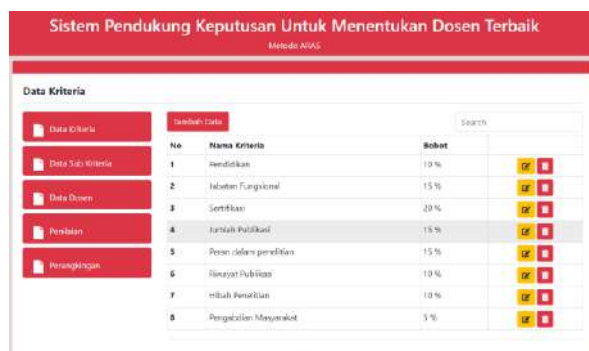 Sistem Pendukung Keputusan Untuk Menentukan Dosen Terbaik
Metode ARAS
Data Kriteria
Data Kriteria
Data Sub Kriteria
Data Dosen
Penilaian
Perangkingan
Tambah Data
Search
No Nama Kriteria Bobot
1 Pendidikan 10 %
2 Jabatan Fungsional 15 %
3 Sertifikasi 20 %
4 Jumlah Publikasi 15 %
5 Peran dalam penelitian 15 %
6 Riwayat Publikasi 10 %
7 Hibah Penelitian 10 %
8 Pengabdian Masyarakat 5 %